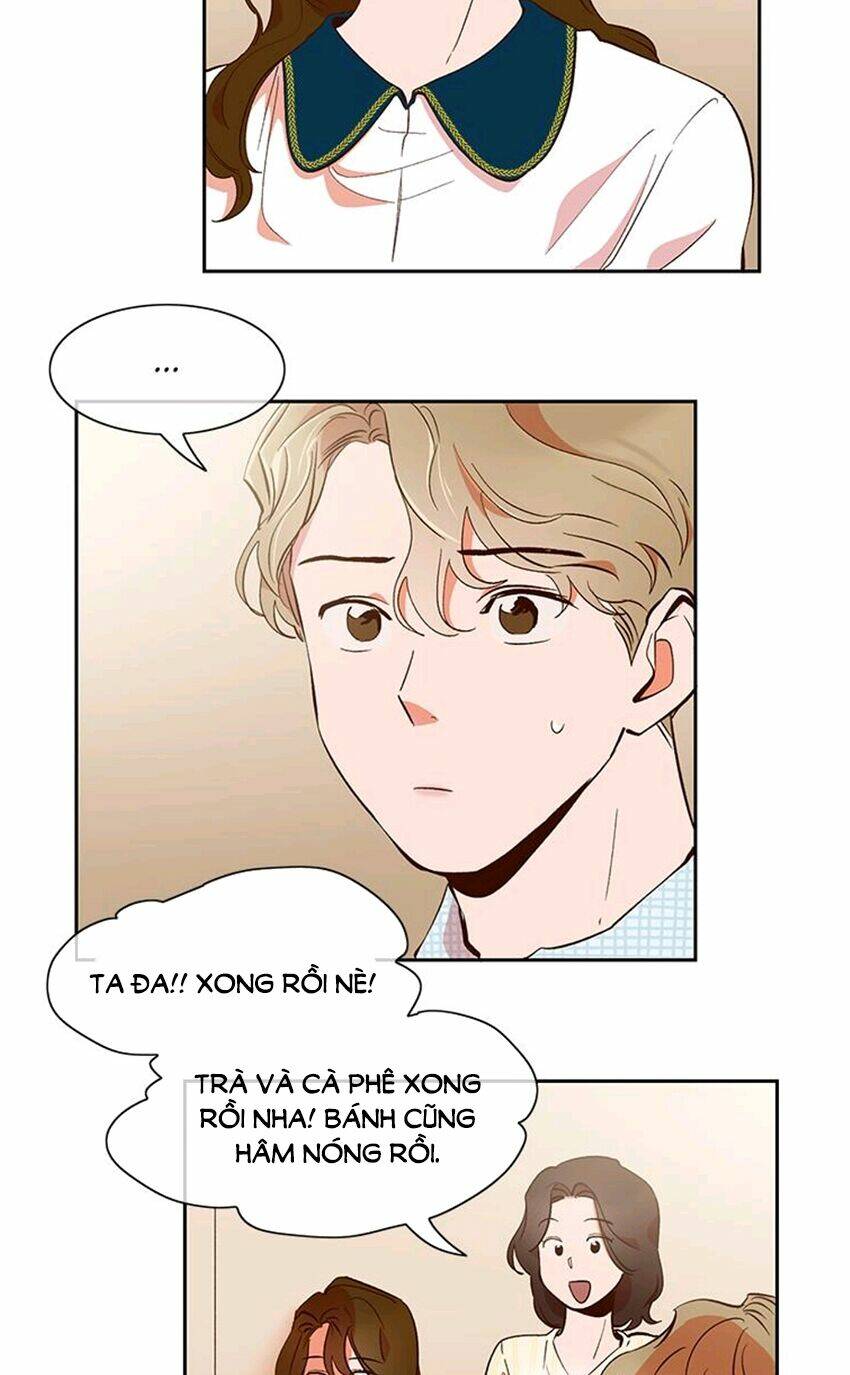 ...
TA ĐA!! XONG RỒI NÈ!
TRÀ VÀ CÀ PHÊ XONG
RỒI NHA! BÁNH CŨNG
HÂM NÓNG RỒI.